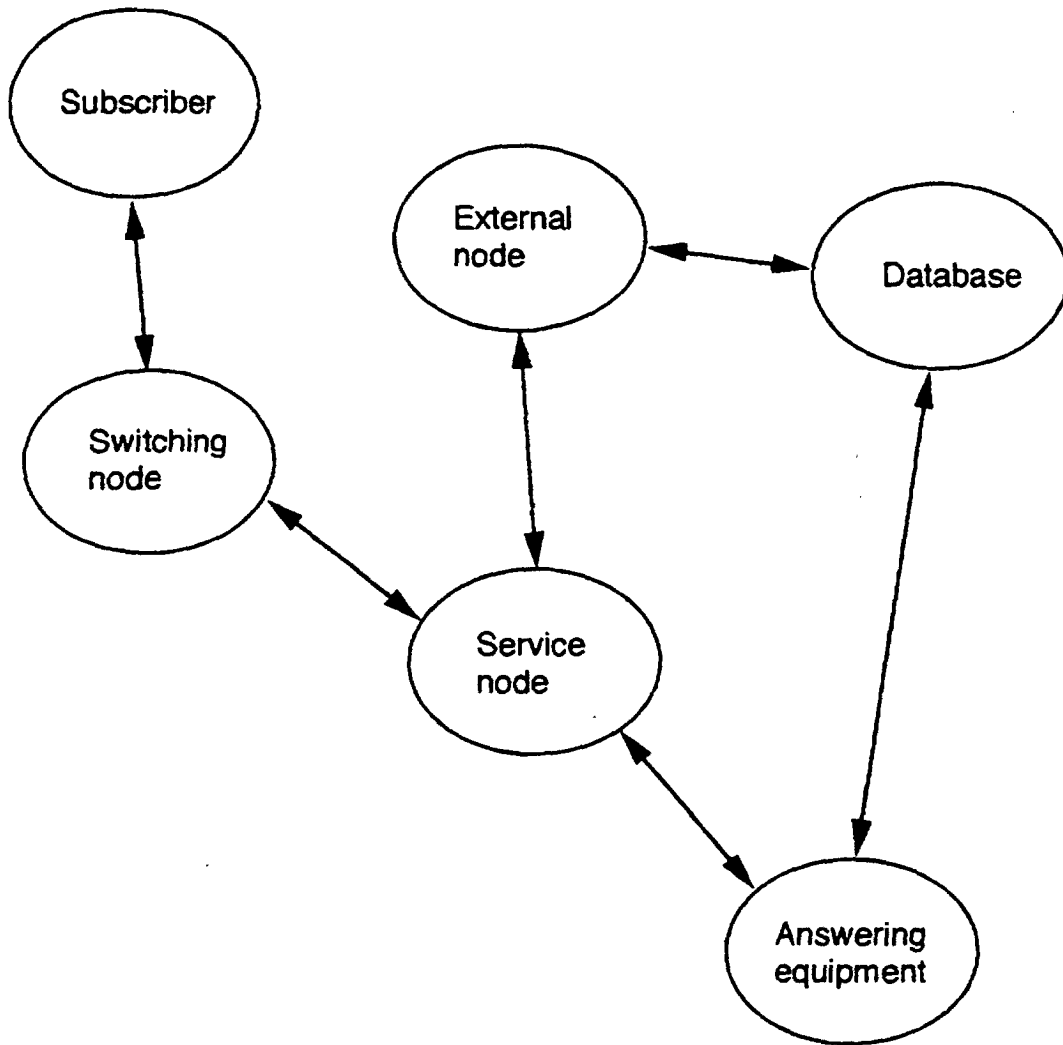 Subscriber
External
node
Database
Switching
node
Service
node
Answering
equipment